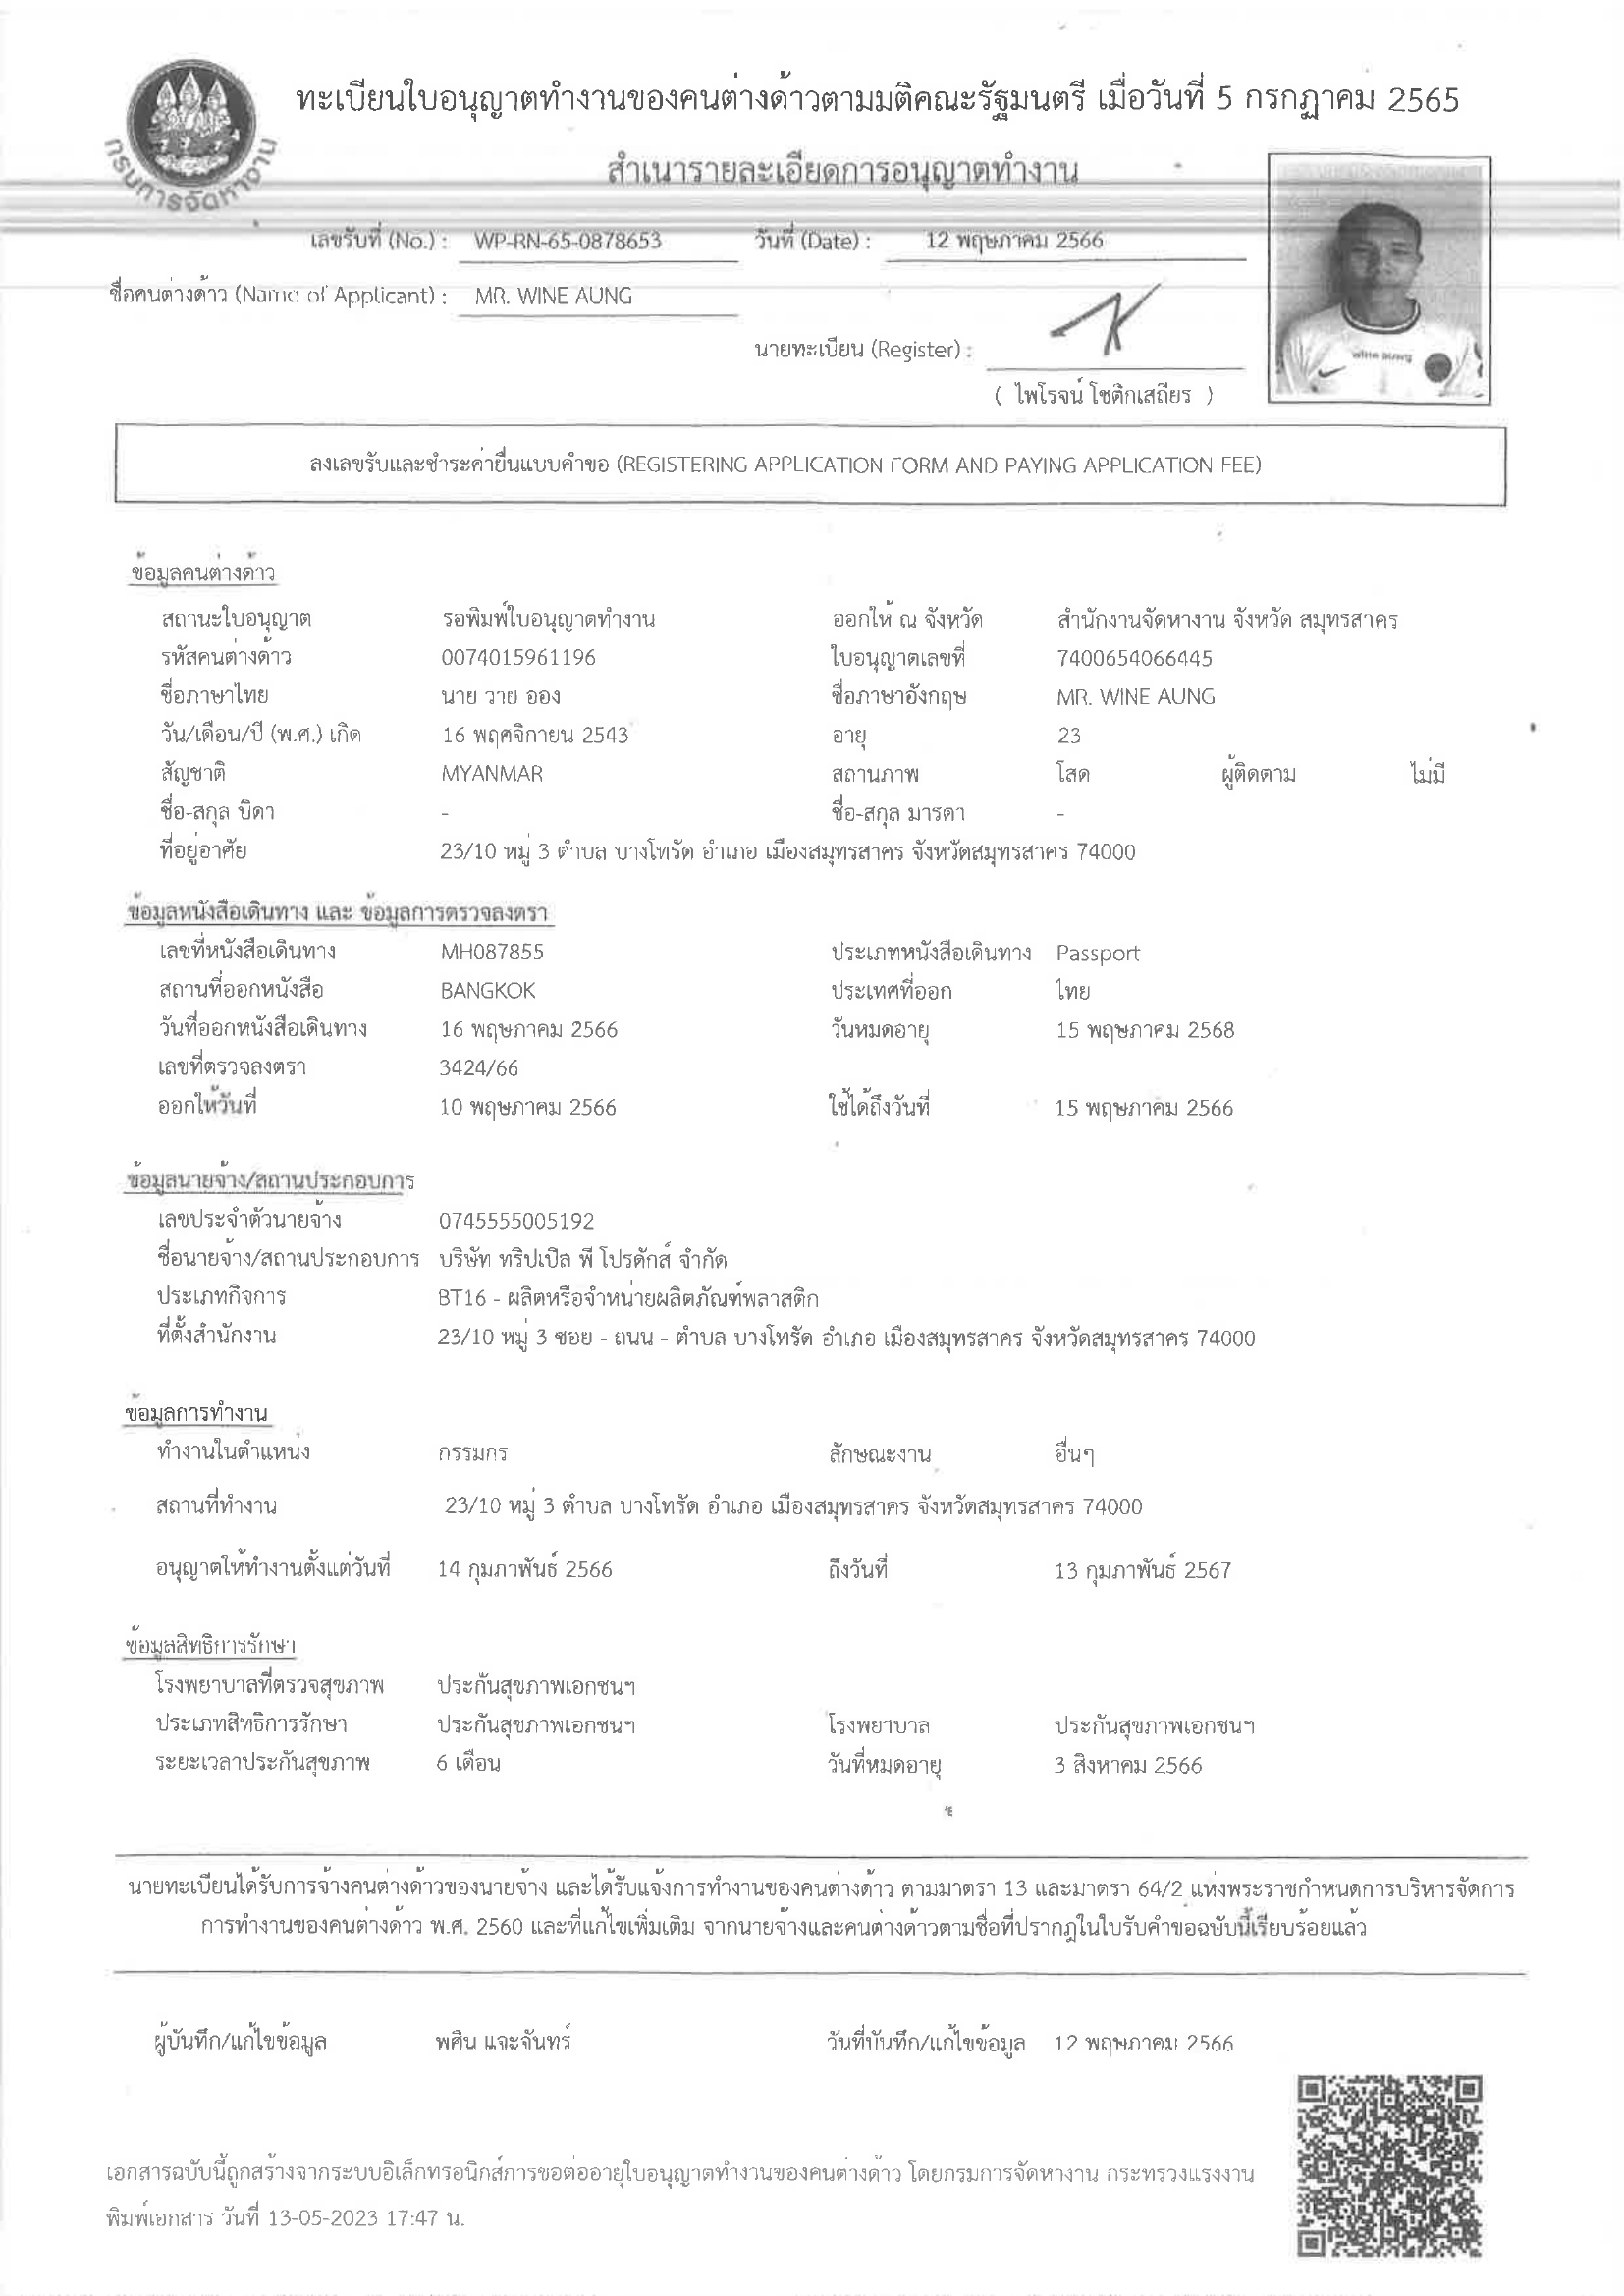 ทะเบียนใบอนุญาตทำงานของคนต่างด้าวตามมติคณะรัฐมนตรี เมื่อวันที่ 5 กรกฎาคม 2565
กรมการจัดหางาน
สำเนารายละเอียดการอนุญาตทำงาน
เลขรับที่ (No.) : WP-RN-65-0878653 วันที่ (Date) : 12 พฤษภาคม 2566
ชื่อคนต่างด้าว (Name of Applicant) : MR. WINE AUNG
นายทะเบียน (Register) :
( ไพโรจน์ โชติกเสถียร )
ลงเลขรับและชำระค่ายื่นแบบคำขอ (REGISTERING APPLICATION FORM AND PAYING APPLICATION FEE)
ข้อมูลคนต่างด้าว
สถานะใบอนุญาต รอพิมพ์ใบอนุญาตทำงาน ออกให้ ณ จังหวัด สำนักงานจัดหางาน จังหวัด สมุทรสาคร
รหัสคนต่างด้าว 0074015961196 ใบอนุญาตเลขที่ 7400654066445
ชื่อภาษาไทย นาย วาย ออง ชื่อภาษาอังกฤษ MR. WINE AUNG
วัน/เดือน/ปี (พ.ศ.) เกิด 16 พฤศจิกายน 2543 อายุ 23
สัญชาติ MYANMAR สถานภาพ โสด ผู้ติดตาม ไม่มี
ชื่อ-สกุล บิดา - ชื่อ-สกุล มารดา -
ที่อยู่อาศัย 23/10 หมู่ 3 ตำบล บางโทรัด อำเภอ เมืองสมุทรสาคร จังหวัดสมุทรสาคร 74000
ข้อมูลหนังสือเดินทาง และ ข้อมูลการตรวจลงตรา
เลขที่หนังสือเดินทาง MH087855 ประเภทหนังสือเดินทาง Passport
สถานที่ออกหนังสือ BANGKOK ประเทศที่ออก ไทย
วันที่ออกหนังสือเดินทาง 16 พฤษภาคม 2566 วันหมดอายุ 15 พฤษภาคม 2568
เลขที่ตรวจลงตรา 3424/66
ออกให้วันที่ 10 พฤษภาคม 2566 ใช้ได้ถึงวันที่ 15 พฤษภาคม 2566
ข้อมูลนายจ้าง/สถานประกอบการ
เลขประจำตัวนายจ้าง 0745555005192
ชื่อนายจ้าง/สถานประกอบการ บริษัท ทริปเปิล พี โปรดักส์ จำกัด
ประเภทกิจการ BT16 - ผลิตหรือจำหน่ายผลิตภัณฑ์พลาสติก
ที่ตั้งสำนักงาน 23/10 หมู่ 3 ซอย - ถนน - ตำบล บางโทรัด อำเภอ เมืองสมุทรสาคร จังหวัดสมุทรสาคร 74000
ข้อมูลการทำงาน
ทำงานในตำแหน่ง กรรมกร ลักษณะงาน อื่นๆ
สถานที่ทำงาน 23/10 หมู่ 3 ตำบล บางโทรัด อำเภอ เมืองสมุทรสาคร จังหวัดสมุทรสาคร 74000
อนุญาตให้ทำงานตั้งแต่วันที่ 14 กุมภาพันธ์ 2566 ถึงวันที่ 13 กุมภาพันธ์ 2567
ข้อมูลสิทธิการรักษา
โรงพยาบาลที่ตรวจสุขภาพ ประกันสุขภาพเอกชนฯ
ประเภทสิทธิการรักษา ประกันสุขภาพเอกชนฯ โรงพยาบาล ประกันสุขภาพเอกชนฯ
ระยะเวลาประกันสุขภาพ 6 เดือน วันที่หมดอายุ 3 สิงหาคม 2566
นายทะเบียนได้รับการจ้างคนต่างด้าวของนายจ้าง และได้รับแจ้งการทำงานของคนต่างด้าว ตามมาตรา 13 และมาตรา 64/2 แห่งพระราชกำหนดการบริหารจัดการ
การทำงานของคนต่างด้าว พ.ศ. 2560 และที่แก้ไขเพิ่มเติม จากนายจ้างและคนต่างด้าวตามชื่อที่ปรากฏในใบรับคำขอฉบับนี้เรียบร้อยแล้ว
ผู้บันทึก/แก้ไขข้อมูล พศิน แจะจันทร์ วันที่บันทึก/แก้ไขข้อมูล 12 พฤษภาคม 2566
เอกสารฉบับนี้ถูกสร้างจากระบบอิเล็กทรอนิกส์การขอต่ออายุใบอนุญาตทำงานของคนต่างด้าว โดยกรมการจัดหางาน กระทรวงแรงงาน
พิมพ์เอกสาร วันที่ 13-05-2023 17:47 น.